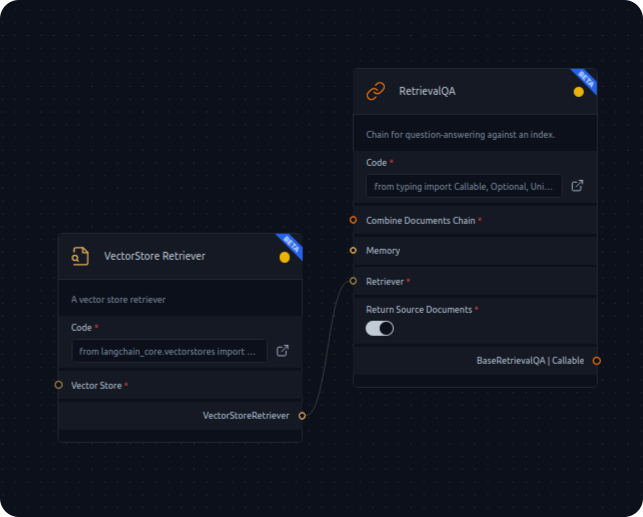 BETA
RetrievalQA
Chain for question-answering against an index.
Code *
from typing import Callable, Optional, Uni...
Combine Documents Chain *
Memory
Retriever *
Return Source Documents *
BaseRetrievalQA | Callable
BETA
VectorStore Retriever
A vector store retriever
Code *
from langchain_core.vectorstores import ...
Vector Store *
VectorStoreRetriever